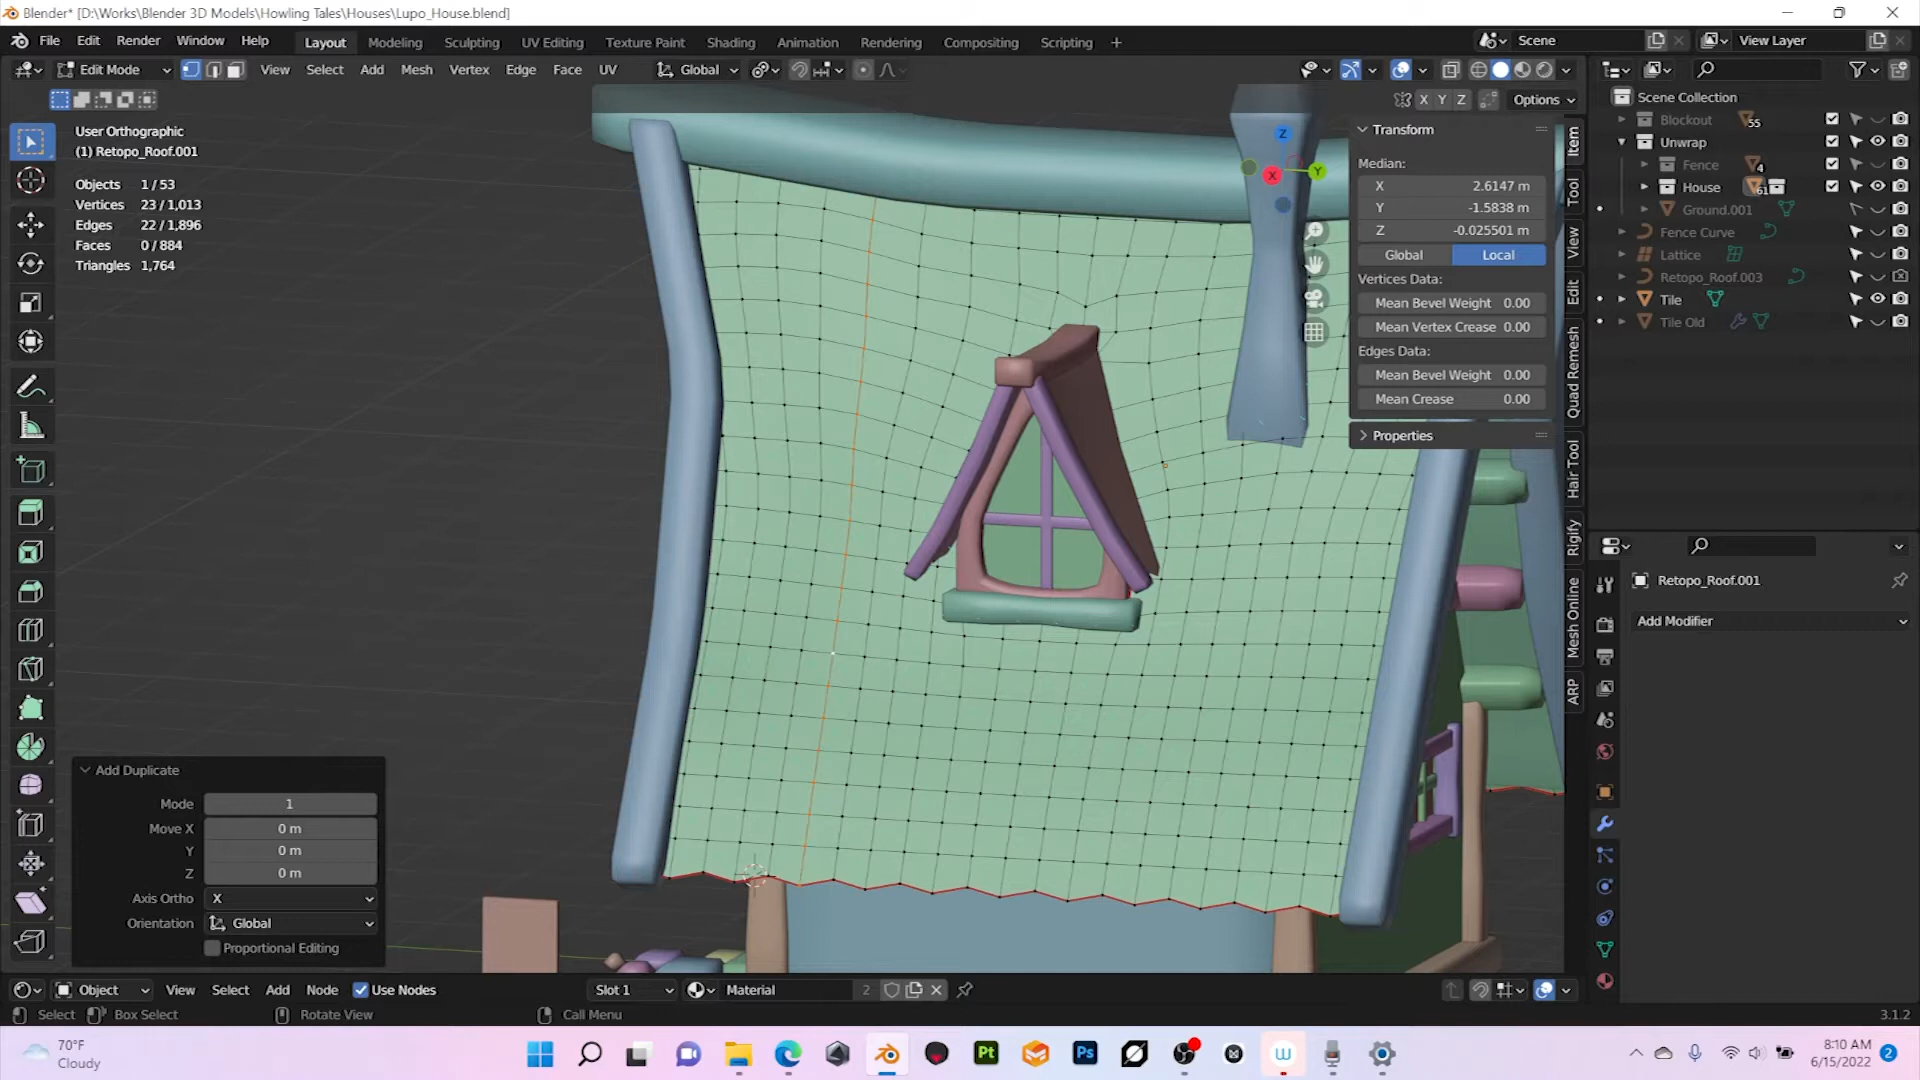 Blender* [D:\Works\Blender 3D Models\Howling Tales\Houses\Lupo_House.blend]
File Edit Render Window Help Layout Modeling Sculpting UV Editing Texture Paint Shading Animation Rendering Compositing Scripting + Scene View Layer
Edit Mode View Select Add Mesh Vertex Edge Face UV Global
X Y Z Options
User Orthographic
(1) Retopo_Roof.001
Objects 1 / 53
Vertices 23 / 1,013
Edges 22 / 1,896
Faces 0 / 884
Triangles 1,764
Z
X
Y
Transform
Median:
X 2.6147 m
Y -1.5838 m
Z -0.025501 m
Global Local
Vertices Data:
Mean Bevel Weight 0.00
Mean Vertex Crease 0.00
Edges Data:
Mean Bevel Weight 0.00
Mean Crease 0.00
Properties
Item
Tool
View
Edit
Quad Remesh
Hair Tool
Rigify
Mesh Online
ARP
Scene Collection
Blockout 55
Unwrap
Fence 4
House 61
Ground.001
Fence Curve
Lattice
Retopo_Roof.003
Tile
Tile Old
Retopo_Roof.001
Add Modifier
Add Duplicate
Mode 1
Move X 0 m
Y 0 m
Z 0 m
Axis Ortho X
Orientation Global
Proportional Editing
Object View Select Add Node Use Nodes Slot 1 Material 2
Select Box Select Rotate View Call Menu 3.1.2
70°F
Cloudy
Pt Ps
8:10 AM
6/15/2022
2